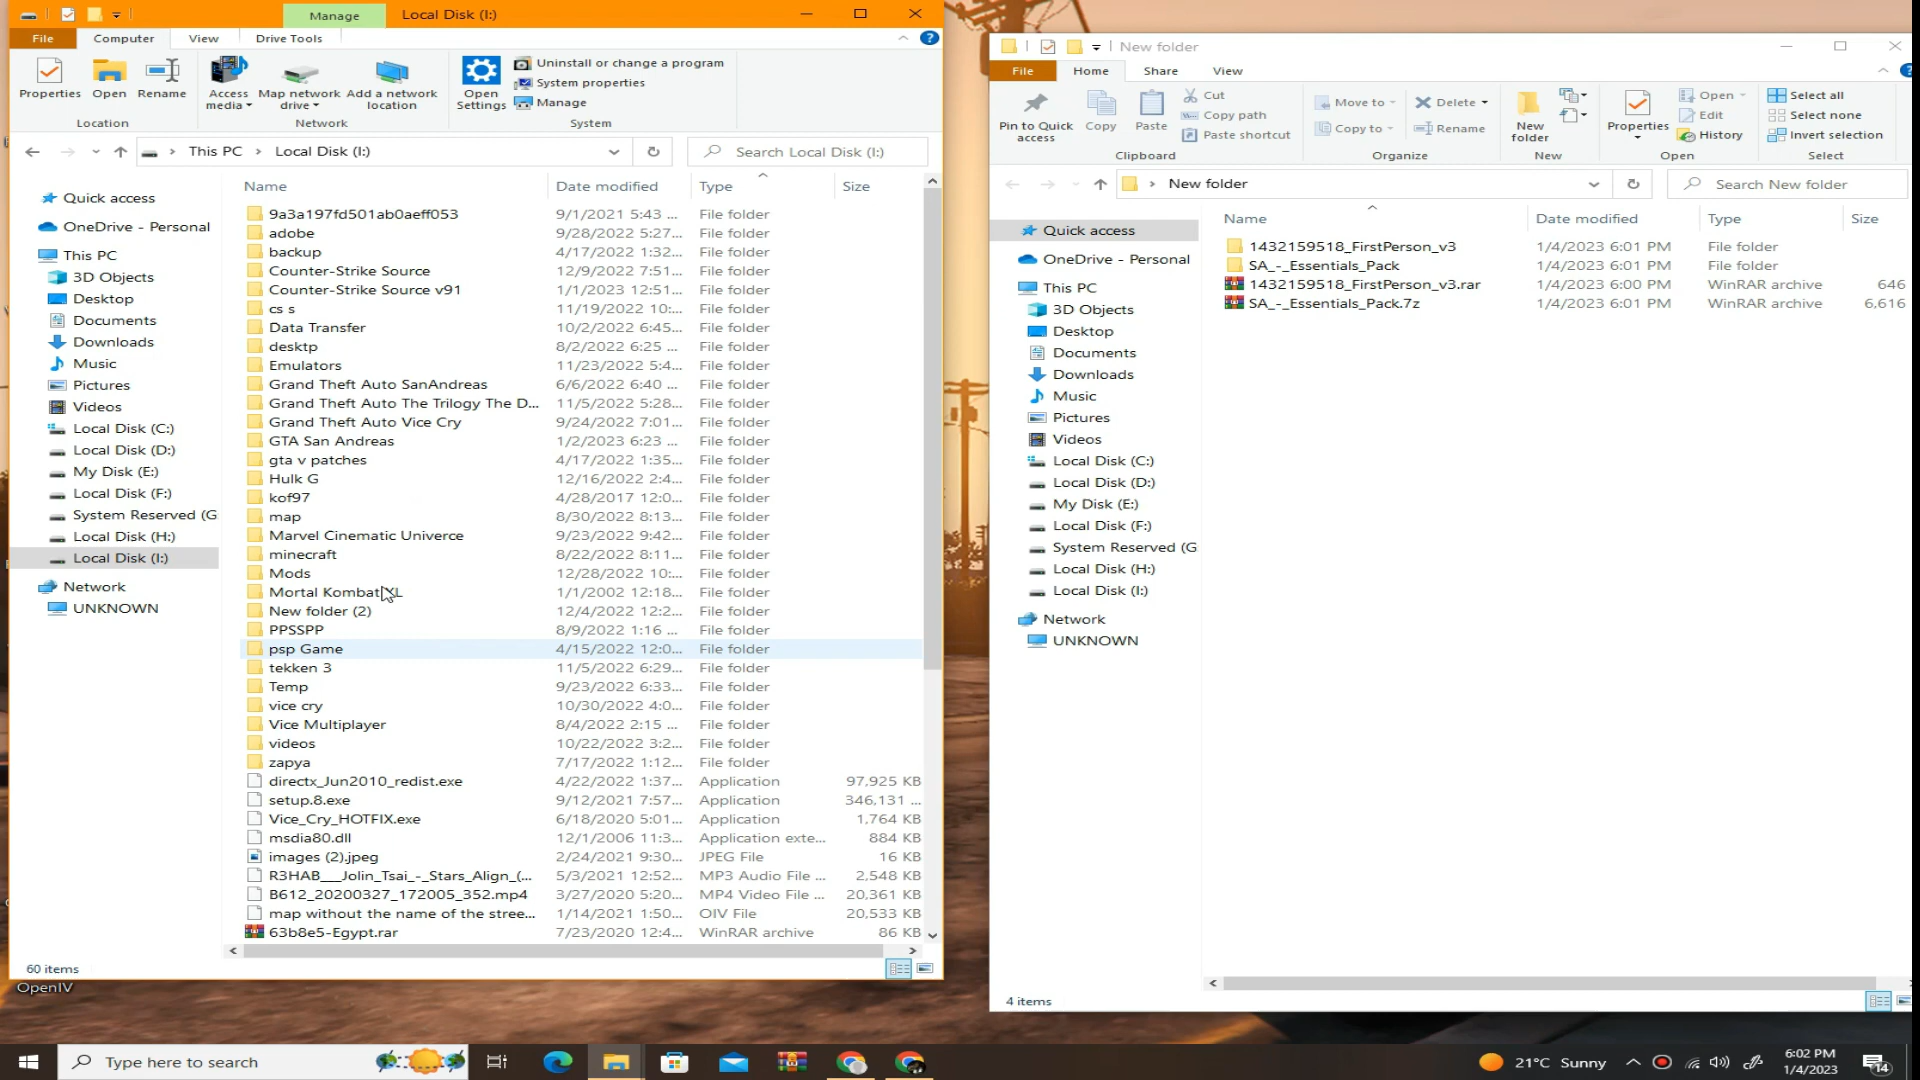 Manage
Local Disk (I:)
File
Computer
View
Drive Tools
Properties
Open
Rename
Access media
Map network drive
Add a network location
Open Settings
Uninstall or change a program
System properties
Manage
Location
Network
System
This PC > Local Disk (I:)
Search Local Disk (I:)
Quick access
OneDrive - Personal
This PC
3D Objects
Desktop
Documents
Downloads
Music
Pictures
Videos
Local Disk (C:)
Local Disk (D:)
My Disk (E:)
Local Disk (F:)
System Reserved (G
Local Disk (H:)
Local Disk (I:)
Network
UNKNOWN
Name Date modified Type Size
9a3a197fd501ab0aeff053 9/1/2021 5:43 ... File folder
adobe 9/28/2022 5:27... File folder
backup 4/17/2022 1:32... File folder
Counter-Strike Source 12/9/2022 7:51... File folder
Counter-Strike Source v91 1/1/2023 12:51... File folder
cs s 11/19/2022 10:... File folder
Data Transfer 10/2/2022 6:45... File folder
desktp 8/2/2022 6:25 ... File folder
Emulators 11/23/2022 5:4... File folder
Grand Theft Auto SanAndreas 6/6/2022 6:40 ... File folder
Grand Theft Auto The Trilogy The D... 11/5/2022 5:28... File folder
Grand Theft Auto Vice Cry 9/24/2022 7:01... File folder
GTA San Andreas 1/2/2023 6:23 ... File folder
gta v patches 4/17/2022 1:35... File folder
Hulk G 12/16/2022 2:4... File folder
kof97 4/28/2017 12:0... File folder
map 8/30/2022 8:13... File folder
Marvel Cinematic Univerce 9/23/2022 9:42... File folder
minecraft 8/22/2022 8:11... File folder
Mods 12/28/2022 10:... File folder
Mortal Kombat XL 1/1/2002 12:18... File folder
New folder (2) 12/4/2022 12:2... File folder
PPSSPP 8/9/2022 1:16 ... File folder
psp Game 4/15/2022 12:0... File folder
tekken 3 11/5/2022 6:29... File folder
Temp 9/23/2022 6:33... File folder
vice cry 10/30/2022 4:0... File folder
Vice Multiplayer 8/4/2022 2:15 ... File folder
videos 10/22/2022 3:2... File folder
zapya 7/17/2022 1:12... File folder
directx_Jun2010_redist.exe 4/22/2022 1:37... Application 97,925 KB
setup.8.exe 9/12/2021 7:57... Application 346,131 ...
Vice_Cry_HOTFIX.exe 6/18/2020 5:01... Application 1,764 KB
msdia80.dll 12/1/2006 11:3... Application exte... 884 KB
images (2).jpeg 2/24/2021 9:30... JPEG File 16 KB
R3HAB___Jolin_Tsai_-_Stars_Align_(... 5/3/2021 12:52... MP3 Audio File ... 2,548 KB
B612_20200327_172005_352.mp4 3/27/2020 5:20... MP4 Video File ... 20,361 KB
map without the name of the stree... 1/14/2021 1:50... OIV File 20,533 KB
63b8e5-Egypt.rar 7/23/2020 12:4... WinRAR archive 86 KB
60 items
OpenIV
New folder
File
Home
Share
View
Pin to Quick access
Copy
Paste
Cut
Copy path
Paste shortcut
Move to
Copy to
Delete
Rename
New folder
Properties
Open
Edit
History
Select all
Select none
Invert selection
Clipboard
Organize
New
Open
Select
New folder
Search New folder
Quick access
OneDrive - Personal
This PC
3D Objects
Desktop
Documents
Downloads
Music
Pictures
Videos
Local Disk (C:)
Local Disk (D:)
My Disk (E:)
Local Disk (F:)
System Reserved (G
Local Disk (H:)
Local Disk (I:)
Network
UNKNOWN
Name Date modified Type Size
1432159518_FirstPerson_v3 1/4/2023 6:01 PM File folder
SA_-_Essentials_Pack 1/4/2023 6:01 PM File folder
1432159518_FirstPerson_v3.rar 1/4/2023 6:00 PM WinRAR archive 646
SA_-_Essentials_Pack.7z 1/4/2023 6:01 PM WinRAR archive 6,616
4 items
Type here to search
21°C Sunny
6:02 PM
1/4/2023
14